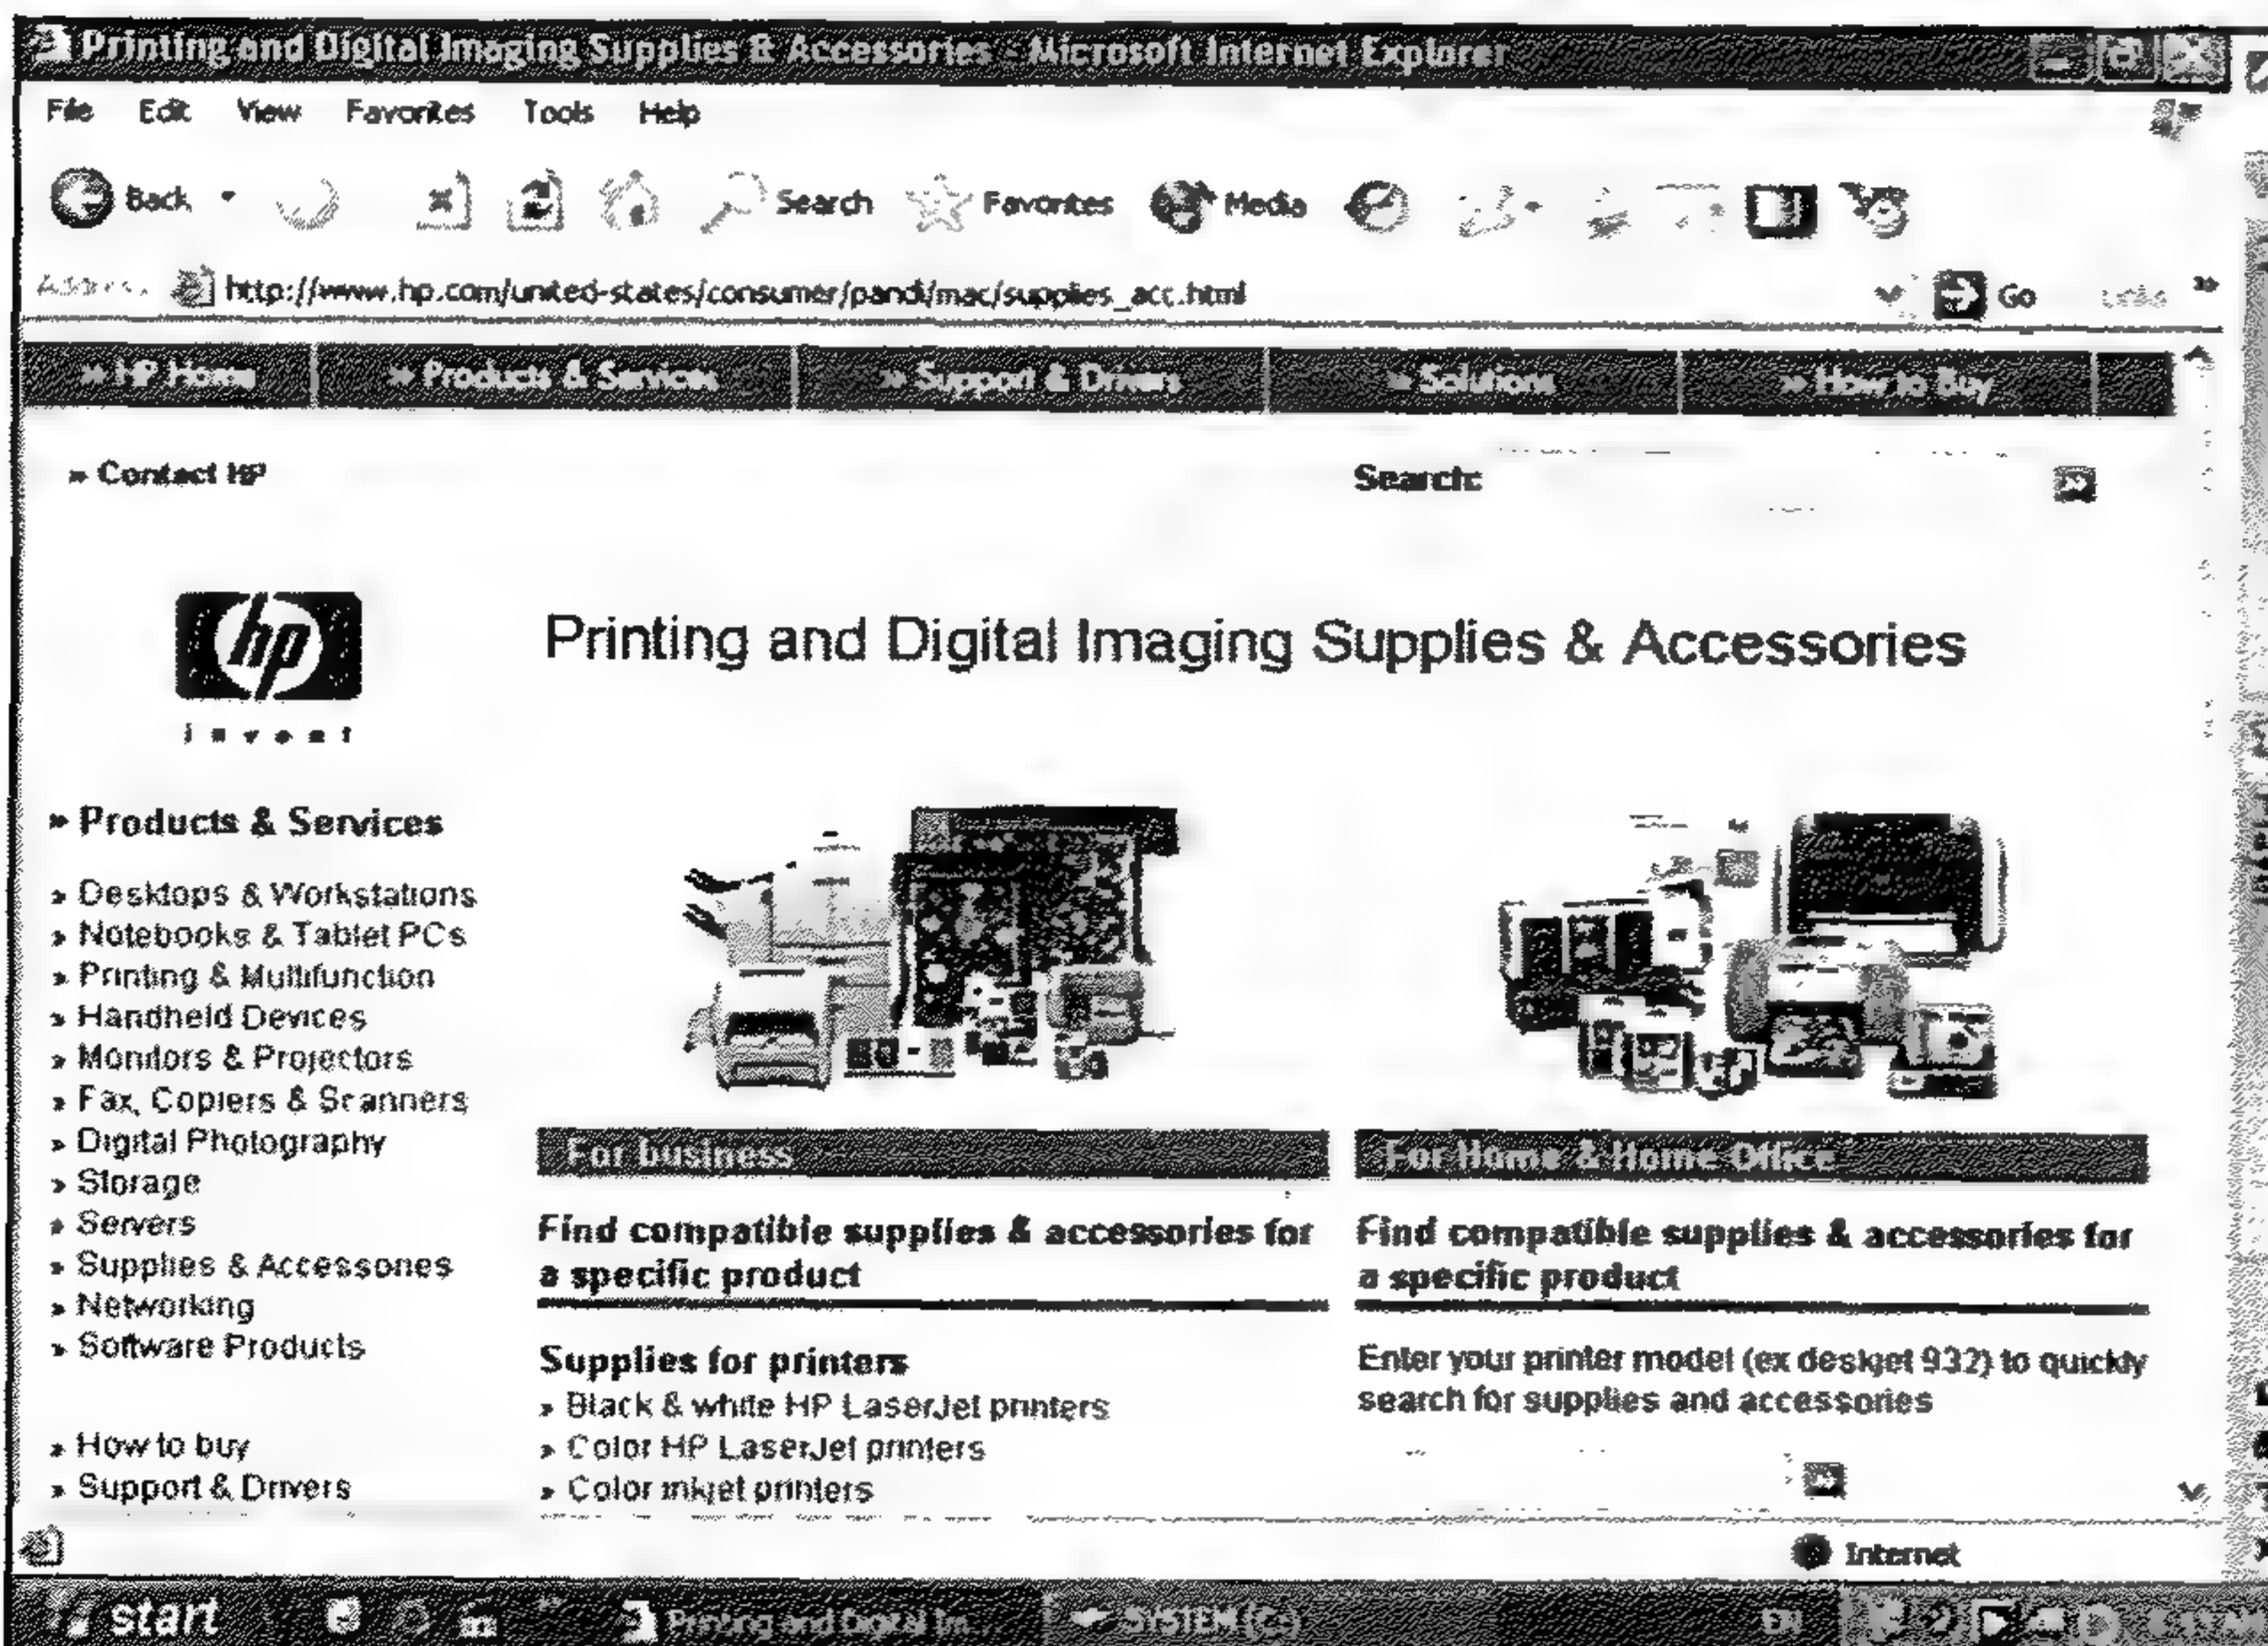 Printing and Digital Imaging Supplies & Accessories - Microsoft Internet Explorer
File Edit View Favorites Tools Help
Back Search Favorites Media
Address http://www.hp.com/united-states/consumer/pandi/mac/supplies_acc.html Go Links »
» HP Home » Products & Services » Support & Drivers » Solutions » How to Buy
» Contact HP Search:
hp
invent
Printing and Digital Imaging Supplies & Accessories
» Products & Services
» Desktops & Workstations
» Notebooks & Tablet PCs
» Printing & Multifunction
» Handheld Devices
» Monitors & Projectors
» Fax, Copiers & Scanners
» Digital Photography
» Storage
» Servers
» Supplies & Accessories
» Networking
» Software Products
» How to buy
» Support & Drivers
For business
Find compatible supplies & accessories for
a specific product
Supplies for printers
» Black & white HP LaserJet printers
» Color HP LaserJet printers
» Color inkjet printers
For Home & Home Office
Find compatible supplies & accessories for
a specific product
Enter your printer model (ex deskjet 932) to quickly
search for supplies and accessories
Internet
start Printing and Digital Im... SYSTEM (C:) EN